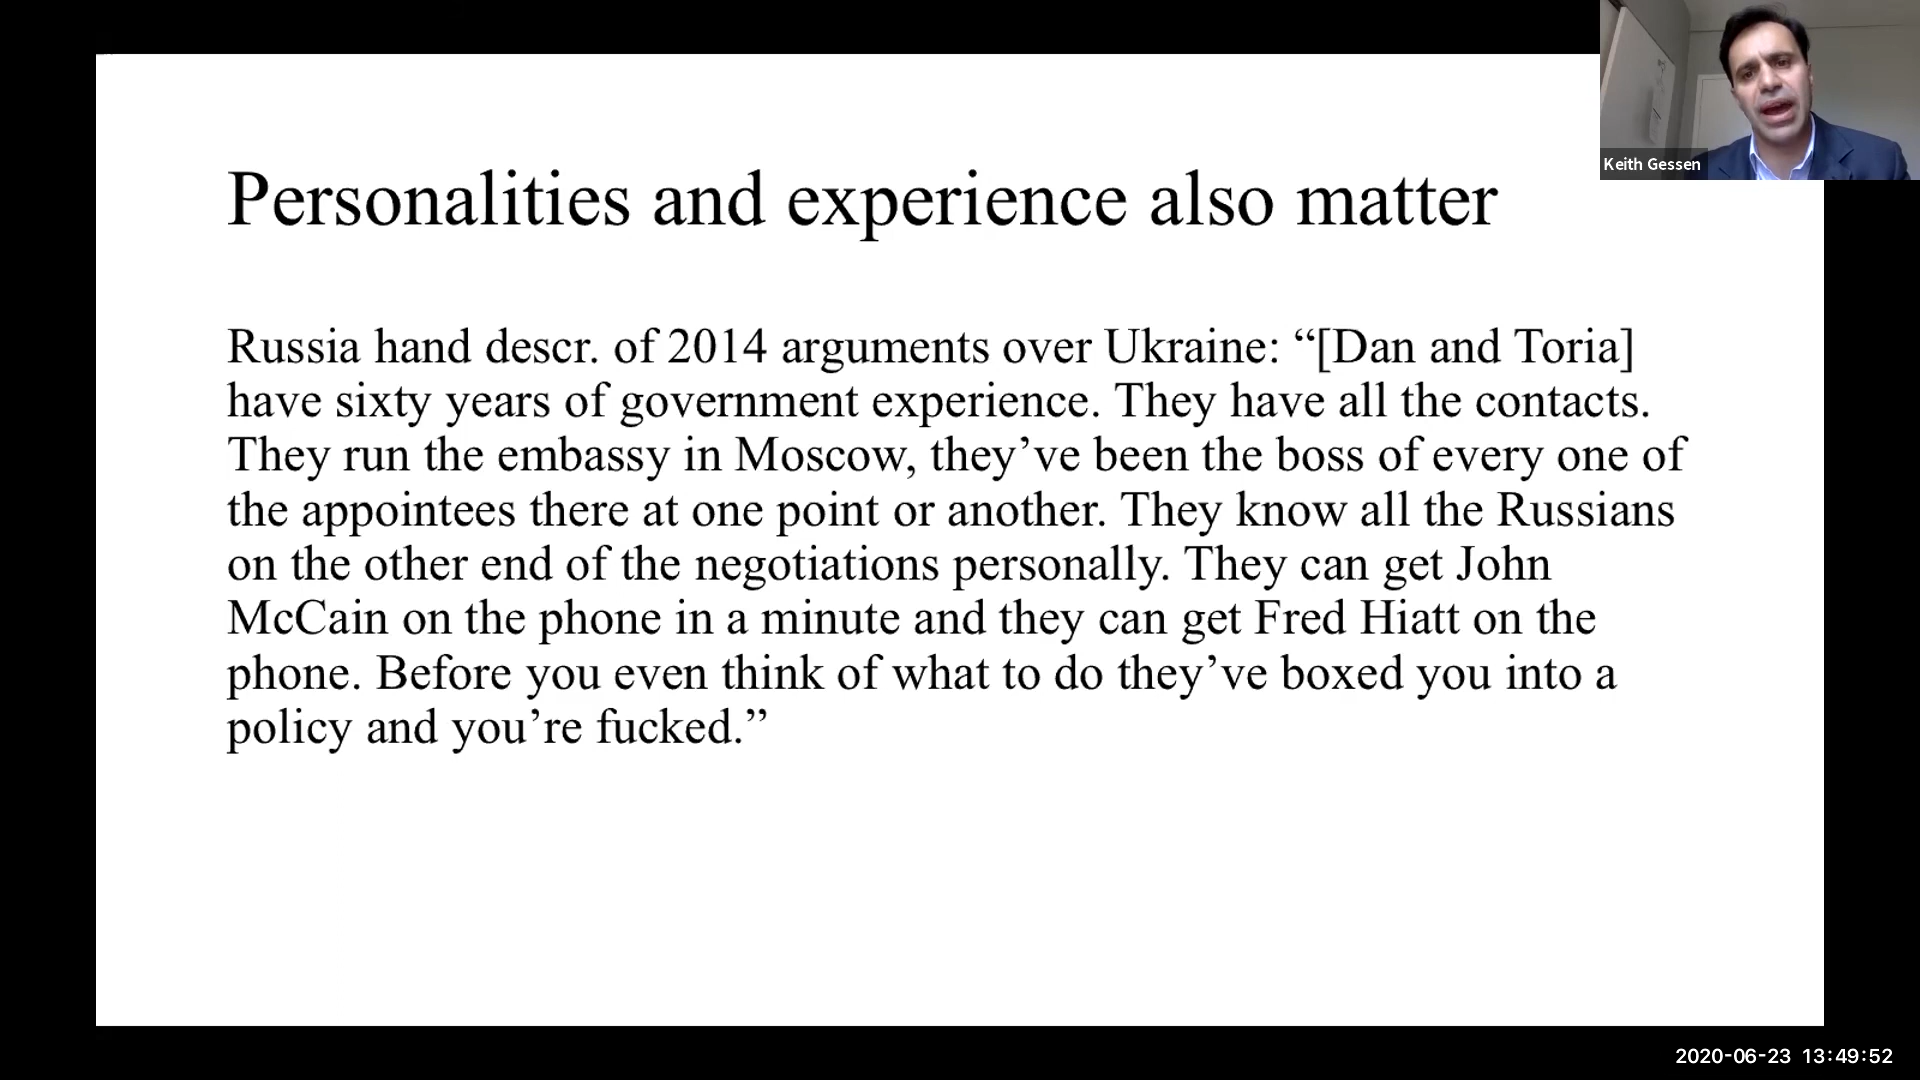 Keith Gessen
Personalities and experience also matter
Russia hand descr. of 2014 arguments over Ukraine: “[Dan and Toria]
have sixty years of government experience. They have all the contacts.
They run the embassy in Moscow, they’ve been the boss of every one of
the appointees there at one point or another. They know all the Russians
on the other end of the negotiations personally. They can get John
McCain on the phone in a minute and they can get Fred Hiatt on the
phone. Before you even think of what to do they’ve boxed you into a
policy and you’re fucked.”
2020-06-23 13:49:52